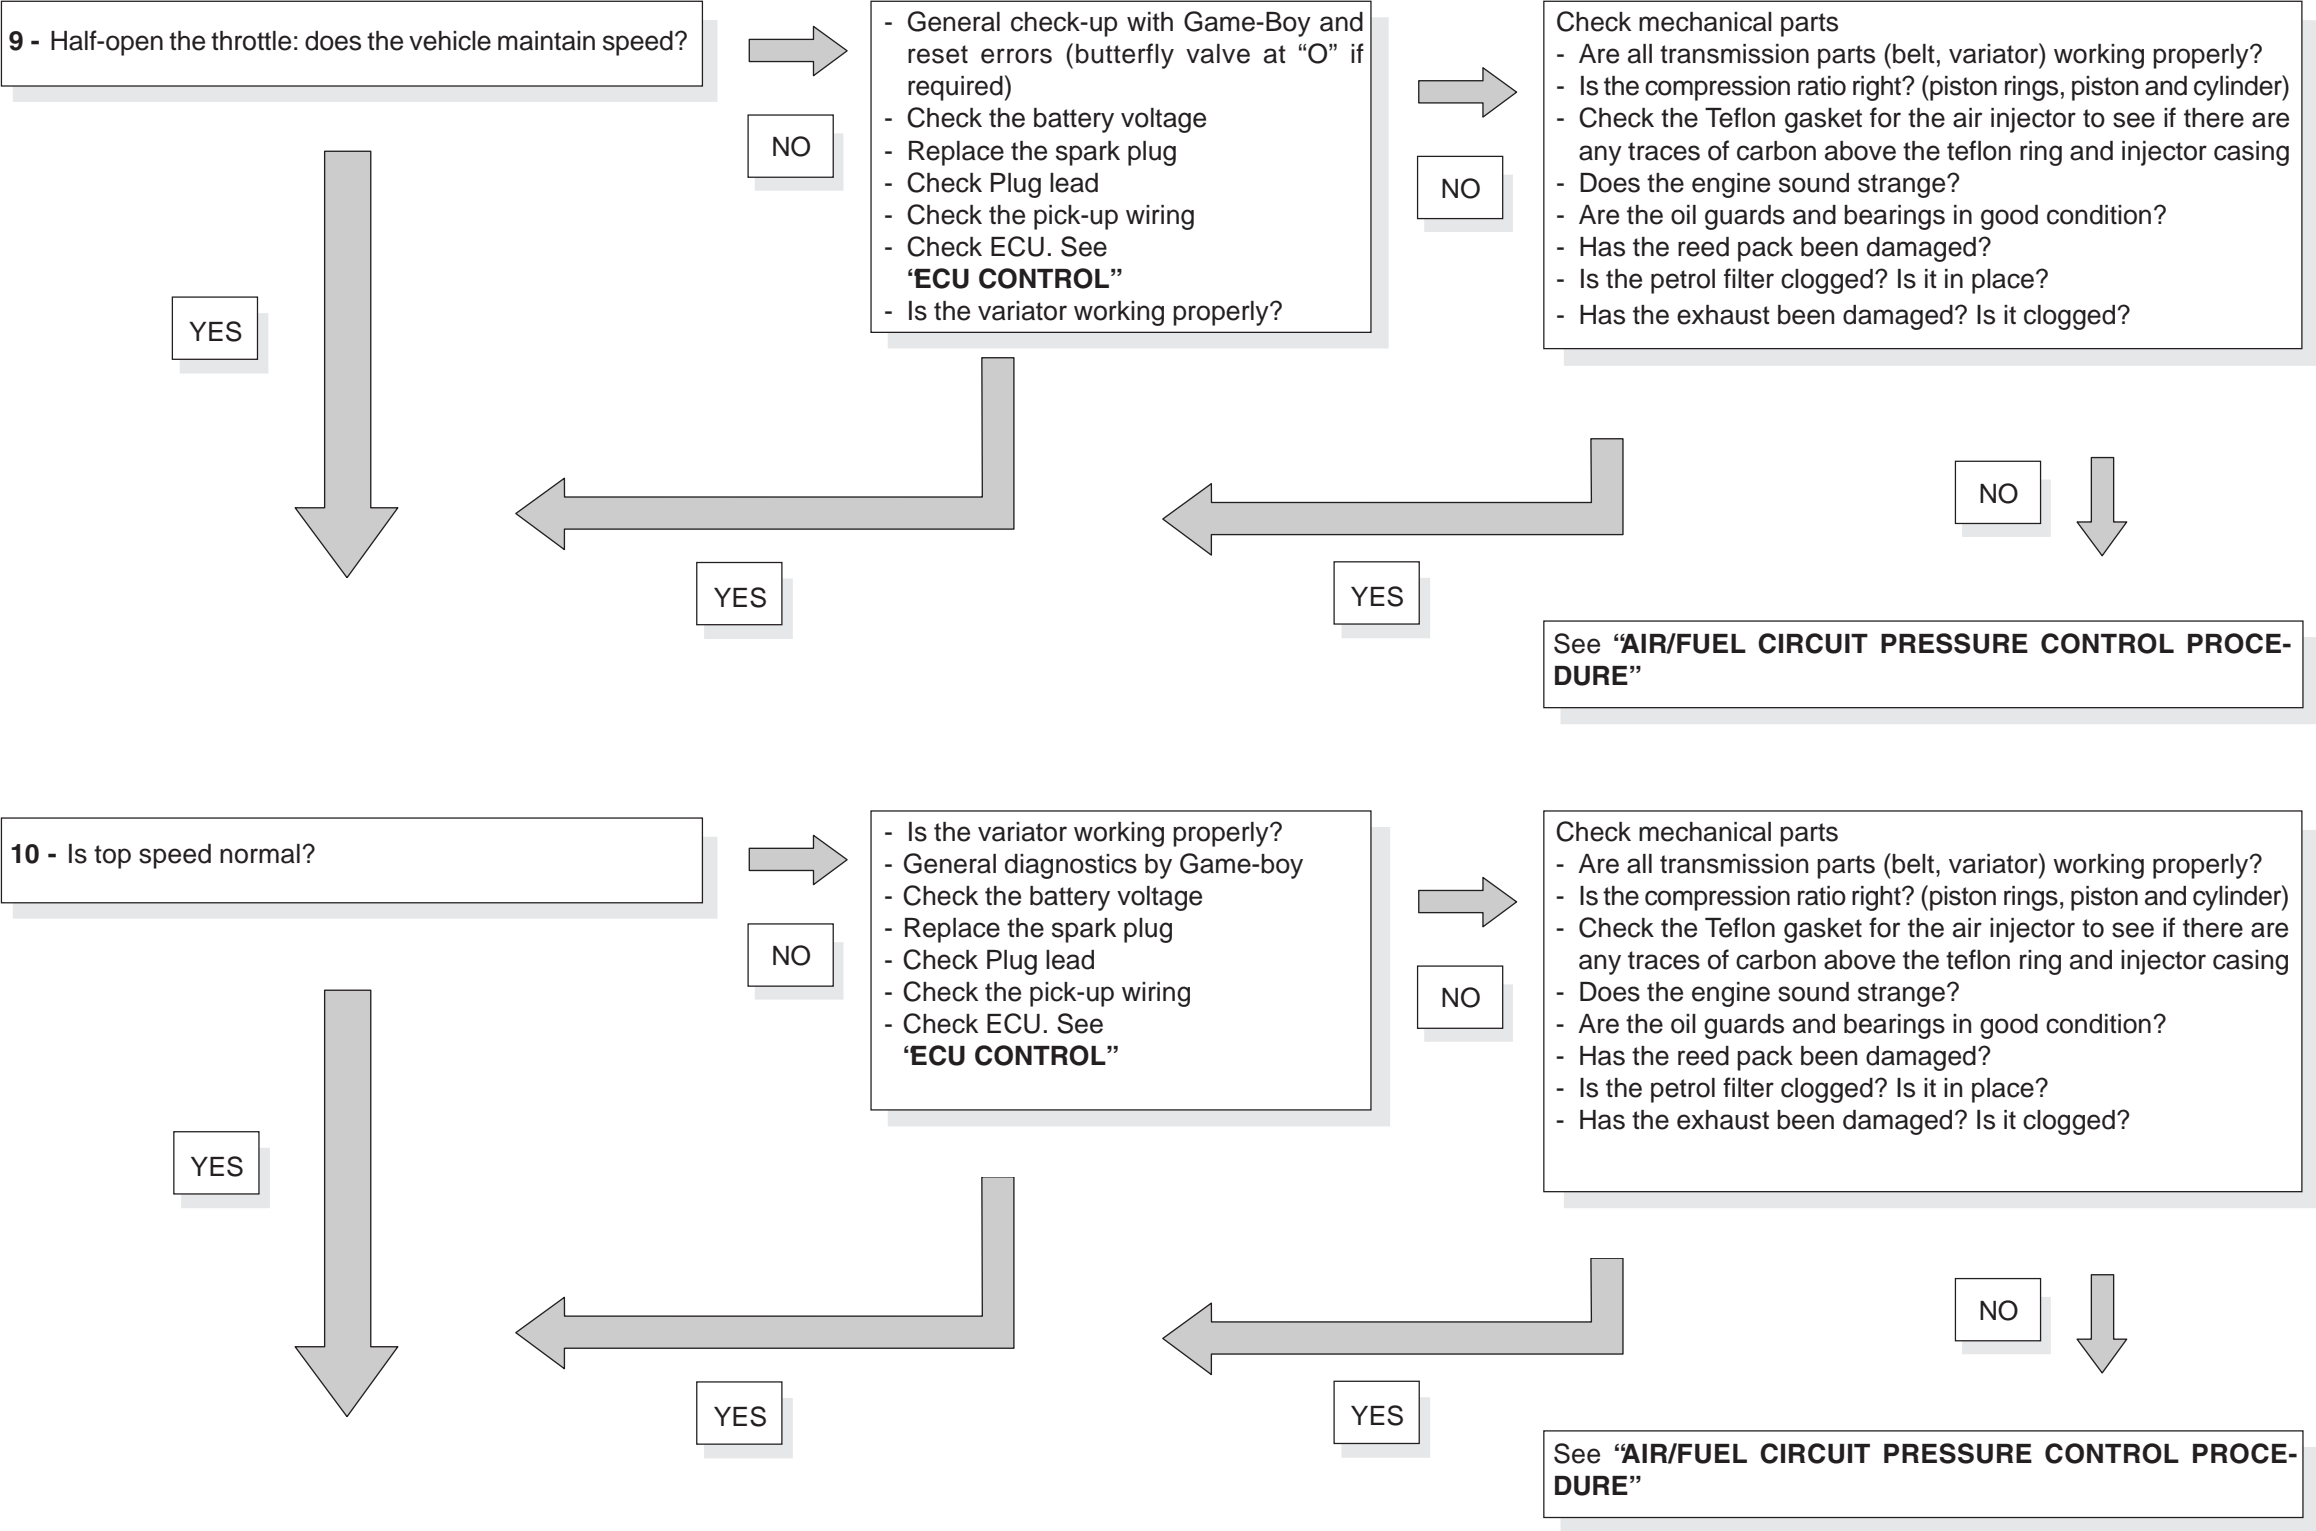 9 - Half-open the throttle: does the vehicle maintain speed?
NO
YES
- General check-up with Game-Boy and
reset errors (butterfly valve at “O” if
required)
- Check the battery voltage
- Replace the spark plug
- Check Plug lead
- Check the pick-up wiring
- Check ECU. See
“ECU CONTROL”
- Is the variator working properly?
NO
YES
Check mechanical parts
- Are all transmission parts (belt, variator) working properly?
- Is the compression ratio right? (piston rings, piston and cylinder)
- Check the Teflon gasket for the air injector to see if there are
any traces of carbon above the teflon ring and injector casing
- Does the engine sound strange?
- Are the oil guards and bearings in good condition?
- Has the reed pack been damaged?
- Is the petrol filter clogged? Is it in place?
- Has the exhaust been damaged? Is it clogged?
YES
NO
See “AIR/FUEL CIRCUIT PRESSURE CONTROL PROCE-
DURE”
10 - Is top speed normal?
NO
YES
- Is the variator working properly?
- General diagnostics by Game-boy
- Check the battery voltage
- Replace the spark plug
- Check Plug lead
- Check the pick-up wiring
- Check ECU. See
“ECU CONTROL”
NO
YES
Check mechanical parts
- Are all transmission parts (belt, variator) working properly?
- Is the compression ratio right? (piston rings, piston and cylinder)
- Check the Teflon gasket for the air injector to see if there are
any traces of carbon above the teflon ring and injector casing
- Does the engine sound strange?
- Are the oil guards and bearings in good condition?
- Has the reed pack been damaged?
- Is the petrol filter clogged? Is it in place?
- Has the exhaust been damaged? Is it clogged?
YES
NO
See “AIR/FUEL CIRCUIT PRESSURE CONTROL PROCE-
DURE”